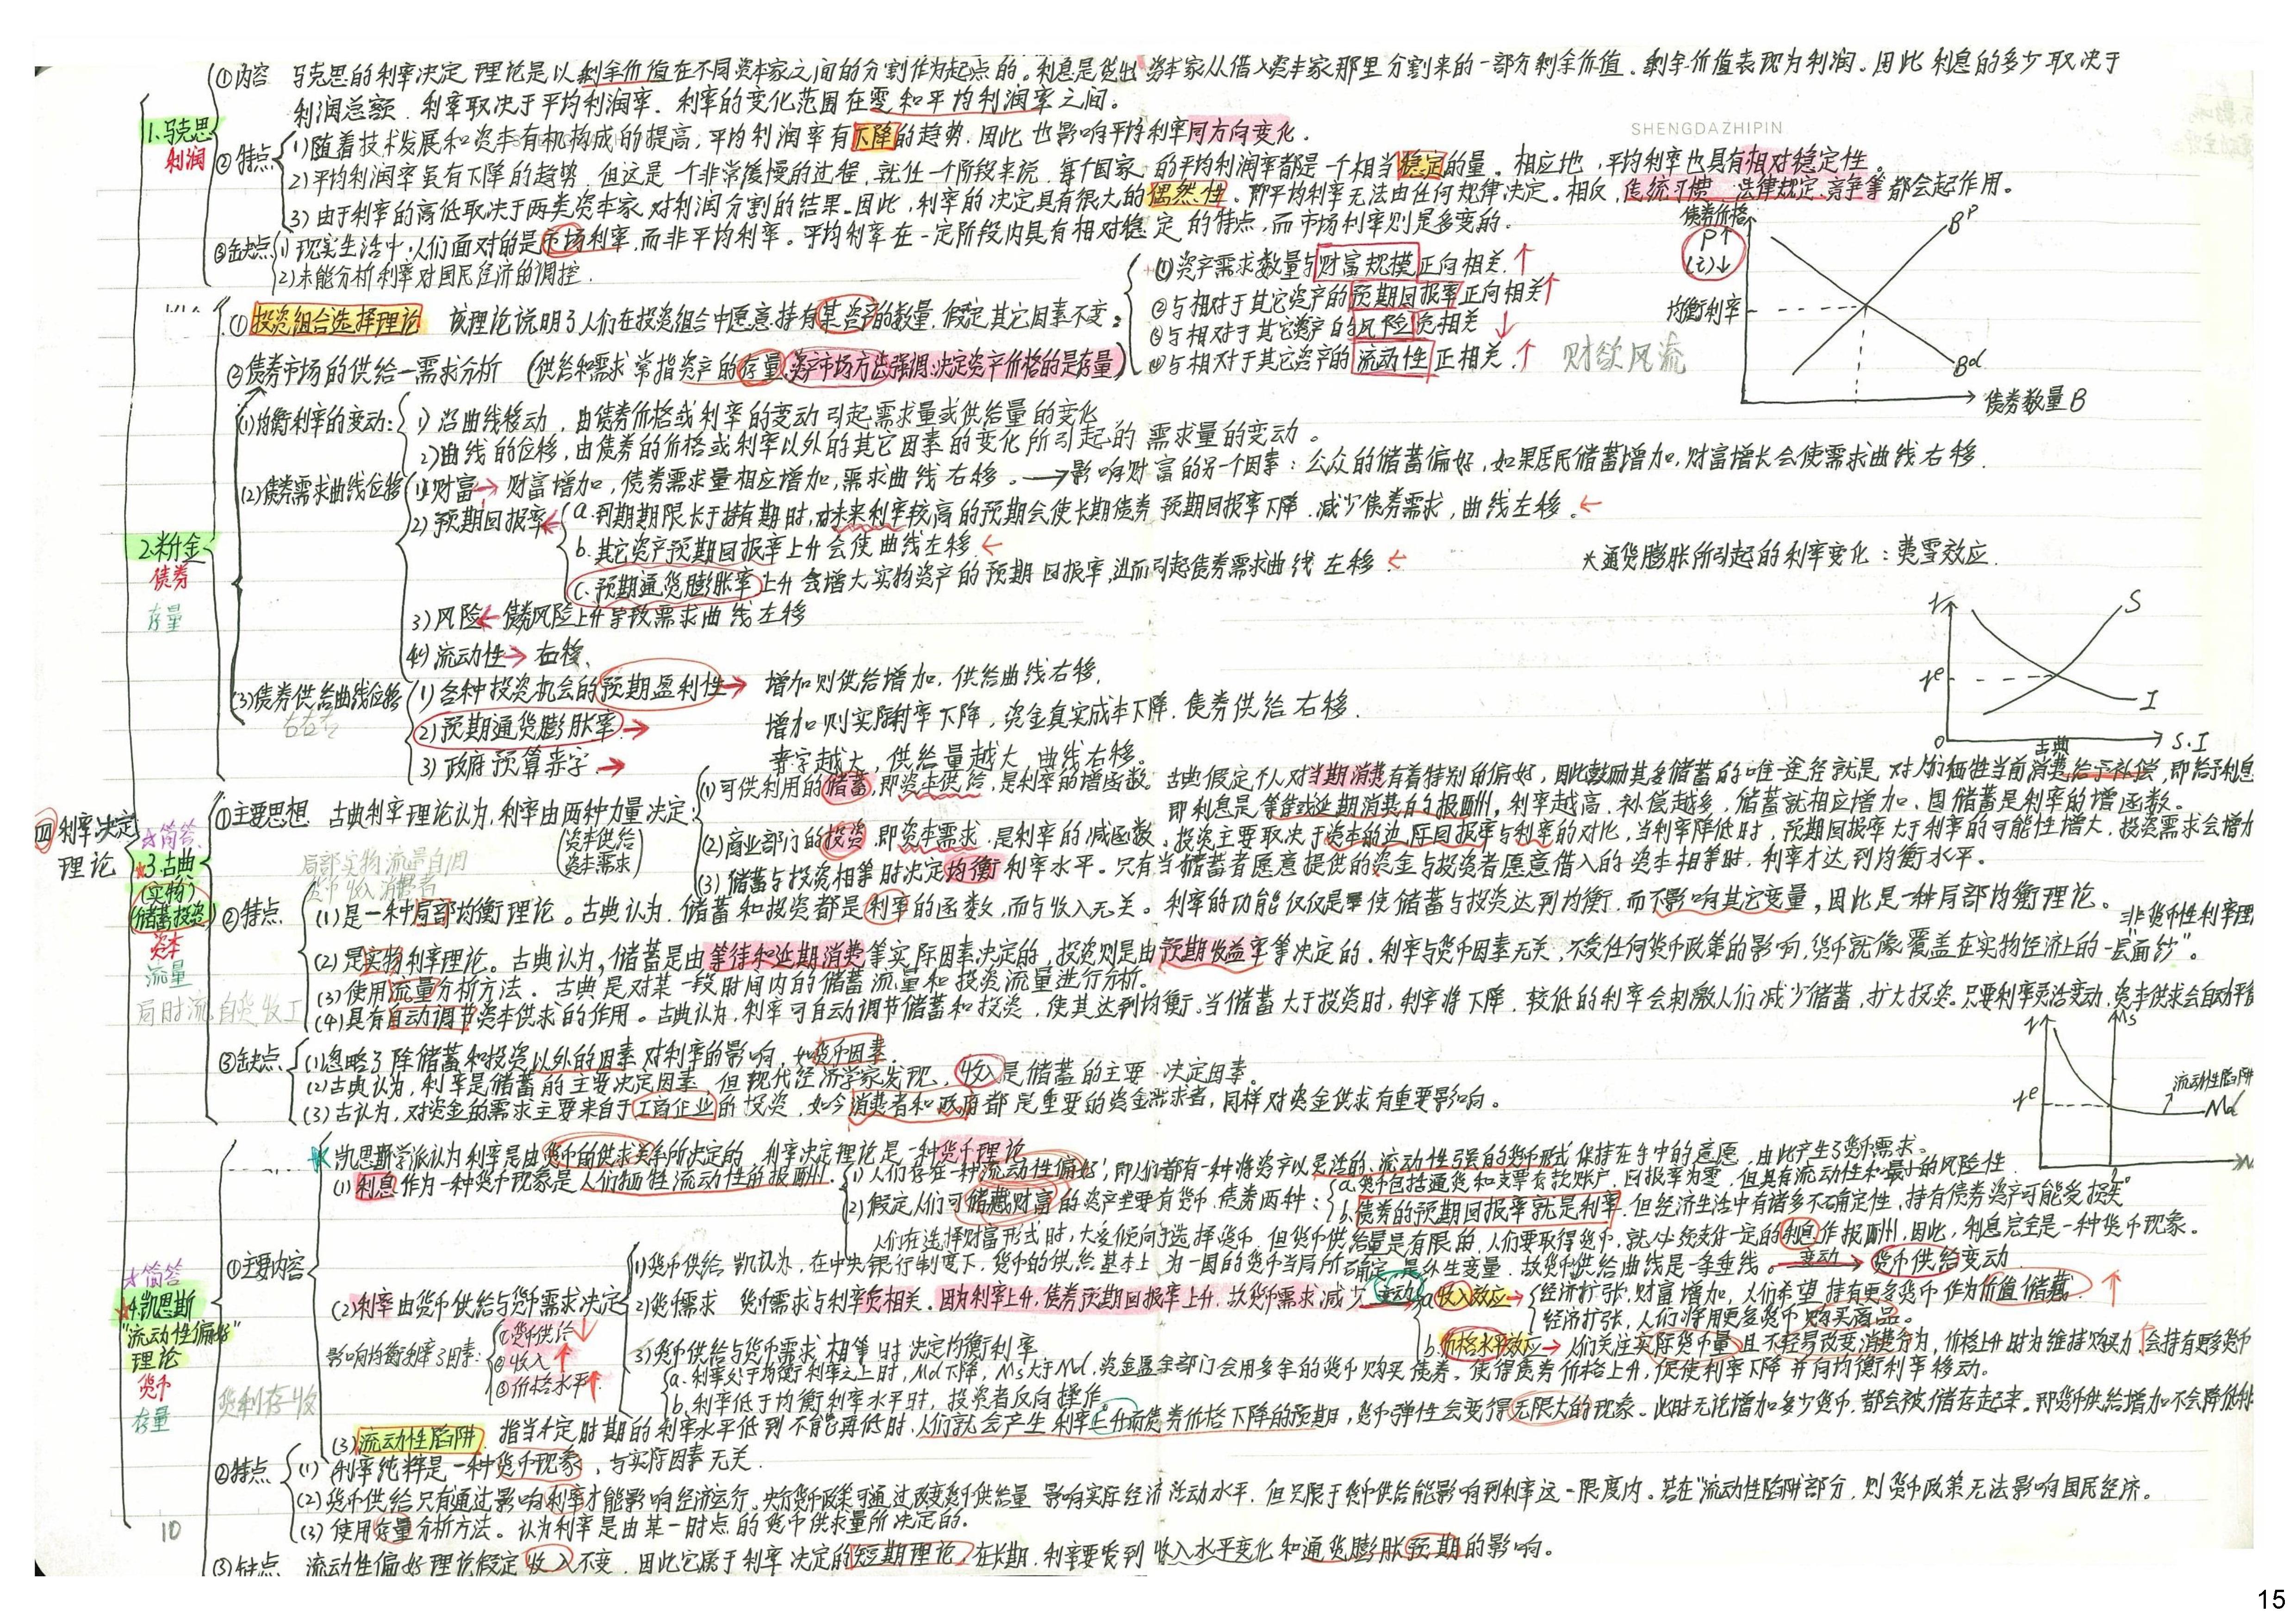 SHENGDAZHIPIN
四 利率决定理论
1.马克思
利润
①内容 马克思的利率决定理论是以剩余价值在不同资本家之间的分割作为起点的。利息是贷出资本家从借入资本家那里分割来的一部分剩余价值。剩余价值表现为利润。因此利息的多少取决于
利润总额,利率取决于平均利润率.利率的变化范围在零和平均利润率之间。
②特点
1)随着技术发展和资本有机构成的提高,平均利润率有下降的趋势.因此也影响平均利率同方向变化.
2)平均利润率虽有下降的趋势,但这是一个非常缓慢的过程,就任一个阶段来说,每个国家的平均利润率都是一个相当稳定的量。相应地,平均利率也具有相对稳定性。
3)由于利率的高低取决于两类资本家对利润分割的结果.因此,利率的决定具有很大的偶然性.即平均利率无法由任何规律决定。相反,传统习惯、法律规定、竞争等都会起作用。
③缺点
1)现实生活中,人们面对的是市场利率,而非平均利率。平均利率在一定阶段内具有相对稳定的特点,而市场利率则是多变的.
2)未能分析利率对国民经济的调控.
2.
债券
存量
①投资组合选择理论 该理论说明了人们在投资组合中愿意持有某资产的数量.假定其它因素不变:
①资产需求数量与财富规模正向相关.↑
②与相对于其它资产的预期回报率正向相关↑
③与相对于其它资产的风险负相关↓
④与相对于其它资产的流动性正相关.↑
财欲风流
债券价格
P↑
(i)↓
均衡利率
Bd
债券数量B
②债券市场的供给一需求分析 (供给和需求常指资产的存量,资产市场方法强调:决定资产价格的是存量)
(1)均衡利率的变动:
1)沿曲线移动,由债券价格或利率的变动引起需求量或供给量的变化
2)曲线的位移,由债券的价格或利率以外的其它因素的变化所引起的需求量的变动。
(2)债券需求曲线位移
1)财富→财富增加,债券需求量相应增加,需求曲线右移。→影响财富的另一个因素:公众的储蓄偏好,如果居民储蓄增加,财富增长会使需求曲线右移.
2)预期回报率←
a.到期期限长于持有期时,对未来利率较高的预期会使长期债券预期回报率下降.减少债券需求,曲线左移.←
b.其它资产预期回报率上升会使曲线左移.←
c.预期通货膨胀率上升会增大实物资产的预期回报率,进而引起债券需求曲线左移.←
*通货膨胀所引起的利率变化:费雪效应.
3)风险←债券风险上升导致需求曲线左移
4)流动性→右移.
(3)债券供给曲线位移
右右右
1)各种投资机会的预期盈利性→ 增加则供给增加.供给曲线右移.
2)预期通货膨胀率→ 增加则实际利率下降,资金真实成本下降.债券供给右移.
3)政府预算赤字→ 赤字越大,供给量越大 曲线右移。
r
S
re
I
0
古典
S.I
☆简答
★3.古典
(实物)
储蓄投资
资本
流量
①主要思想 古典利率理论认为,利率由两种力量决定:
(资本供给
资本需求)
(1)可供利用的储蓄,即资本供给,是利率的增函数。古典假定个人对当期消费有着特别的偏好,因此鼓励其多储蓄的唯一途径就是对人们牺牲当前消费给予补偿,即给予利息
即利息是等待或延期消费的报酬,利率越高,补偿越多,储蓄就相应增加、因储蓄是利率的增函数。
(2)商业部门的投资,即资本需求,是利率的减函数、投资主要取决于资本的边际回报率与利率的对比,当利率降低时,预期回报率大于利率的可能性增大,投资需求会增加
(3)储蓄与投资相等时决定均衡利率水平。只有当储蓄者愿意提供的资金与投资者愿意借入的资本相等时,利率才达到均衡水平。
②特点
(1)是一种局部均衡理论。古典认为,储蓄和投资都是利率的函数,而与收入无关。利率的功能仅仅是使储蓄与投资达到均衡,而不影响其它变量,因此是一种局部均衡理论。
非货币性利率理
(2)是实物利率理论。古典认为,储蓄是由等待和延期消费等实际因素决定的,投资则是由预期收益率等决定的.利率与货币因素无关,不受任何货币政策的影响,货币就像覆盖在实物经济上的一层"面纱"。
(3)使用流量分析方法.古典是对某一段时间内的储蓄流量和投资流量进行分析。
(4)具有自动调节资本供求的作用。古典认为,利率可自动调节储蓄和投资,使其达到均衡.当储蓄大于投资时,利率将下降,较低的利率会刺激人们减少储蓄,扩大投资。只要利率灵活变动,资本供求会自动平衡
③缺点
(1)忽略了除储蓄和投资以外的因素对利率的影响,如货币因素.
(2)古典认为,利率是储蓄的主要决定因素,但现代经济学家发现,收入是储蓄的主要决定因素。
(3)古认为,对资金的需求主要来自于工商企业的投资,如今消费者和政府都是重要的资金需求者,同样对资金供求有重要影响。
r
Ms
re
流动性陷阱
Md
☆简答
★4.凯恩斯
"流动性偏好"
理论
货币
存量
①主要内容
凯恩斯学派认为利率是由货币的供求关系所决定的 利率决定理论是一种货币理论
(1)利息作为一种货币现象是人们牺牲流动性的报酬.
1)人们存在一种"流动性偏好",即人们都有一种将资产以灵活的、流动性强的货币形式保持在手中的意愿,由此产生了货币需求。
2)假定人们可储藏财富的资产主要有货币、债券两种:
a.货币包括通货和支票存款账户,回报率为零,但具有流动性和最小的风险性.
b.债券的预期回报率就是利率.但经济生活中有诸多不确定性,持有债券资产可能受损失
人们在选择财富形式时,大多倾向于选择货币.但货币供给量是有限的,人们要取得货币,就必须支付一定的利息作报酬,因此,利息完全是一种货币现象。
(2)利率由货币供给与货币需求决定
影响均衡利率3因素:
①货币供给↓
②收入↑
③价格水平↑
1)货币供给 凯认为,在中央银行制度下,货币的供给基本上为一国的货币当局所确定,是外生变量,故货币供给曲线是一条垂线。变动→货币供给变动
2)货币需求 货币需求与利率负相关.因为利率上升,债券预期回报率上升,故货币需求减少 变动
a.收入效应→经济扩张,财富增加,人们希望持有更多货币作为价值储藏↑
经济扩张,人们将用更多货币购买商品。
b.价格水平效应→人们关注实际货币量且不轻易改变消费行为,价格上升时为维持购买力↑会持有更多货币
3)货币供给与货币需求相等时决定均衡利率
a.利率处于均衡利率之上时,Md下降,Ms大于Md,资金盈余部门会用多余的货币购买债券,使得债券价格上升,促使利率下降并向均衡利率移动。
b.利率低于均衡利率水平时,投资者反向操作。
(3)流动性陷阱.指当一定时期的利率水平低到不能再低时,人们就会产生利率上升而债券价格下降的预期,货币弹性会变得无限大的现象。此时无论增加多少货币,都会被储存起来,即货币供给增加不会降低利
②特点
(1)利率纯粹是一种货币现象,与实际因素无关.
(2)货币供给只有通过影响利率才能影响经济运行.央行货币政策可通过改变货币供给量影响实际经济活动水平,但只限于货币供给能影响到利率这一限度内。若在"流动性陷阱"部分,则货币政策无法影响国民经济。
(3)使用存量分析方法。认为利率是由某一时点的货币供求量所决定的.
③缺点 流动性偏好理论假定收入不变,因此它属于利率决定的短期理论,在长期,利率要受到收入水平变化和通货膨胀预期的影响。
10
15